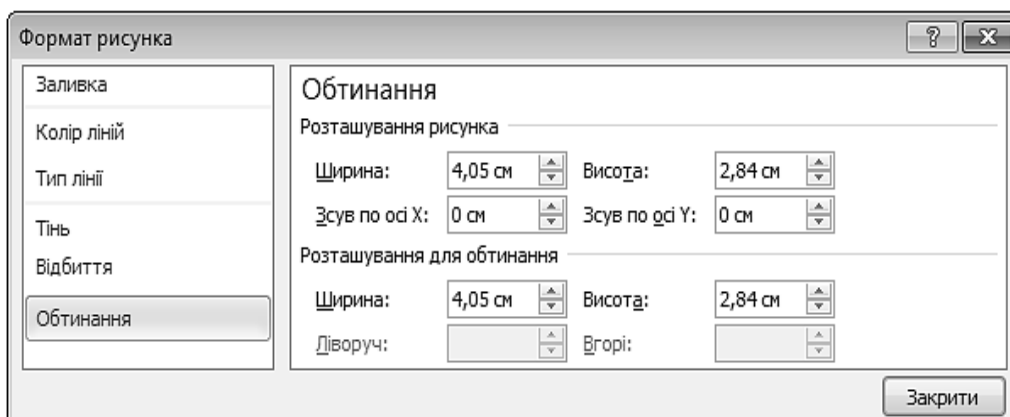 Формат рисунка
Заливка
Колір ліній
Тип лінії
Тінь
Відбиття
Обтинання
Обтинання
Розташування рисунка
Ширина: 4,05 см Висота: 2,84 см
Зсув по осі X: 0 см Зсув по осі Y: 0 см
Розташування для обтинання
Ширина: 4,05 см Висота: 2,84 см
Ліворуч: Вгорі:
Закрити